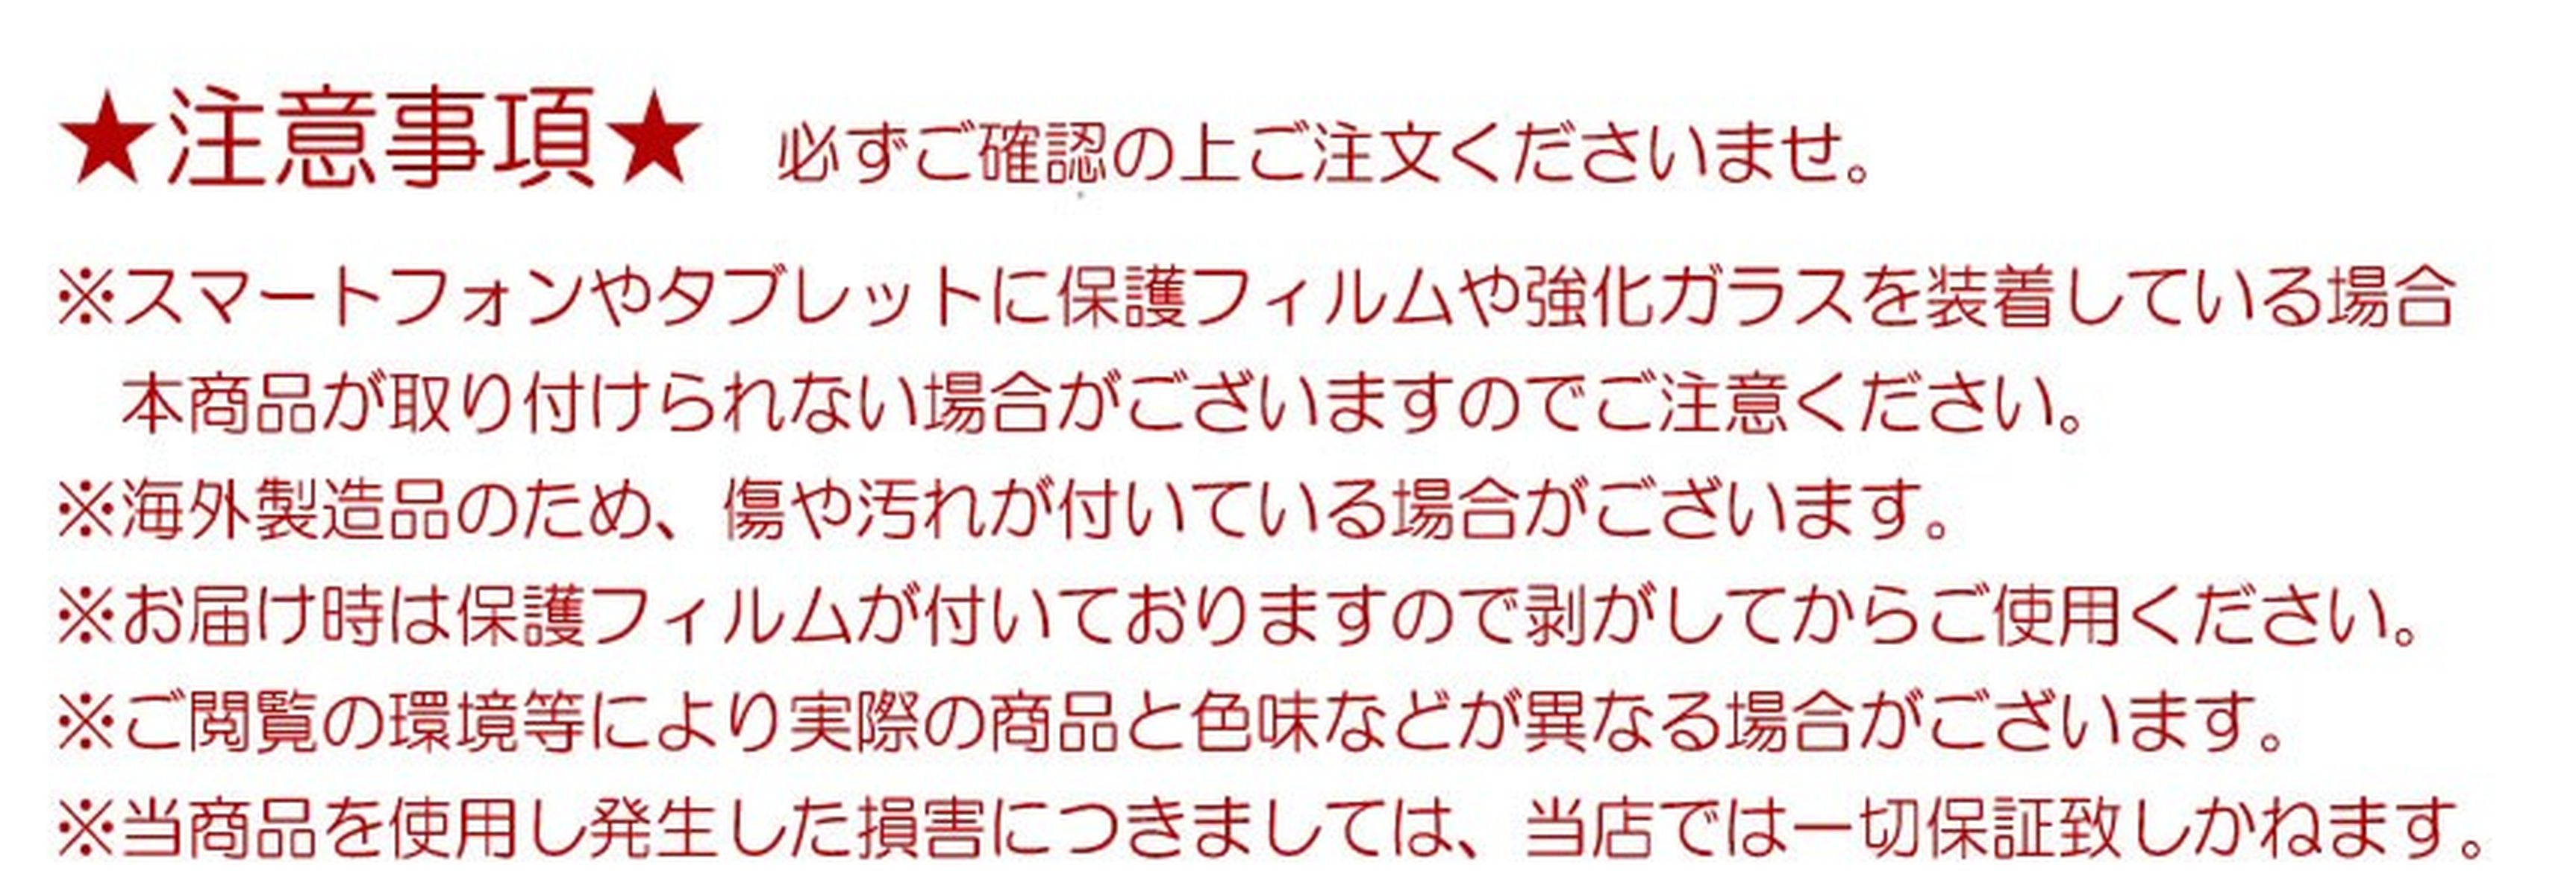 ★注意事項★ 必ずご確認の上ご注文くださいませ。
※スマートフォンやタブレットに保護フィルムや強化ガラスを装着している場合
本商品が取り付けられない場合がございますのでご注意ください。
※海外製造品のため、傷や汚れが付いている場合がございます。
※お届け時は保護フィルムが付いておりますので剥がしてからご使用ください。
※ご閲覧の環境等により実際の商品と色味などが異なる場合がございます。
※当商品を使用し発生した損害につきましては、当店では一切保証致しかねます。